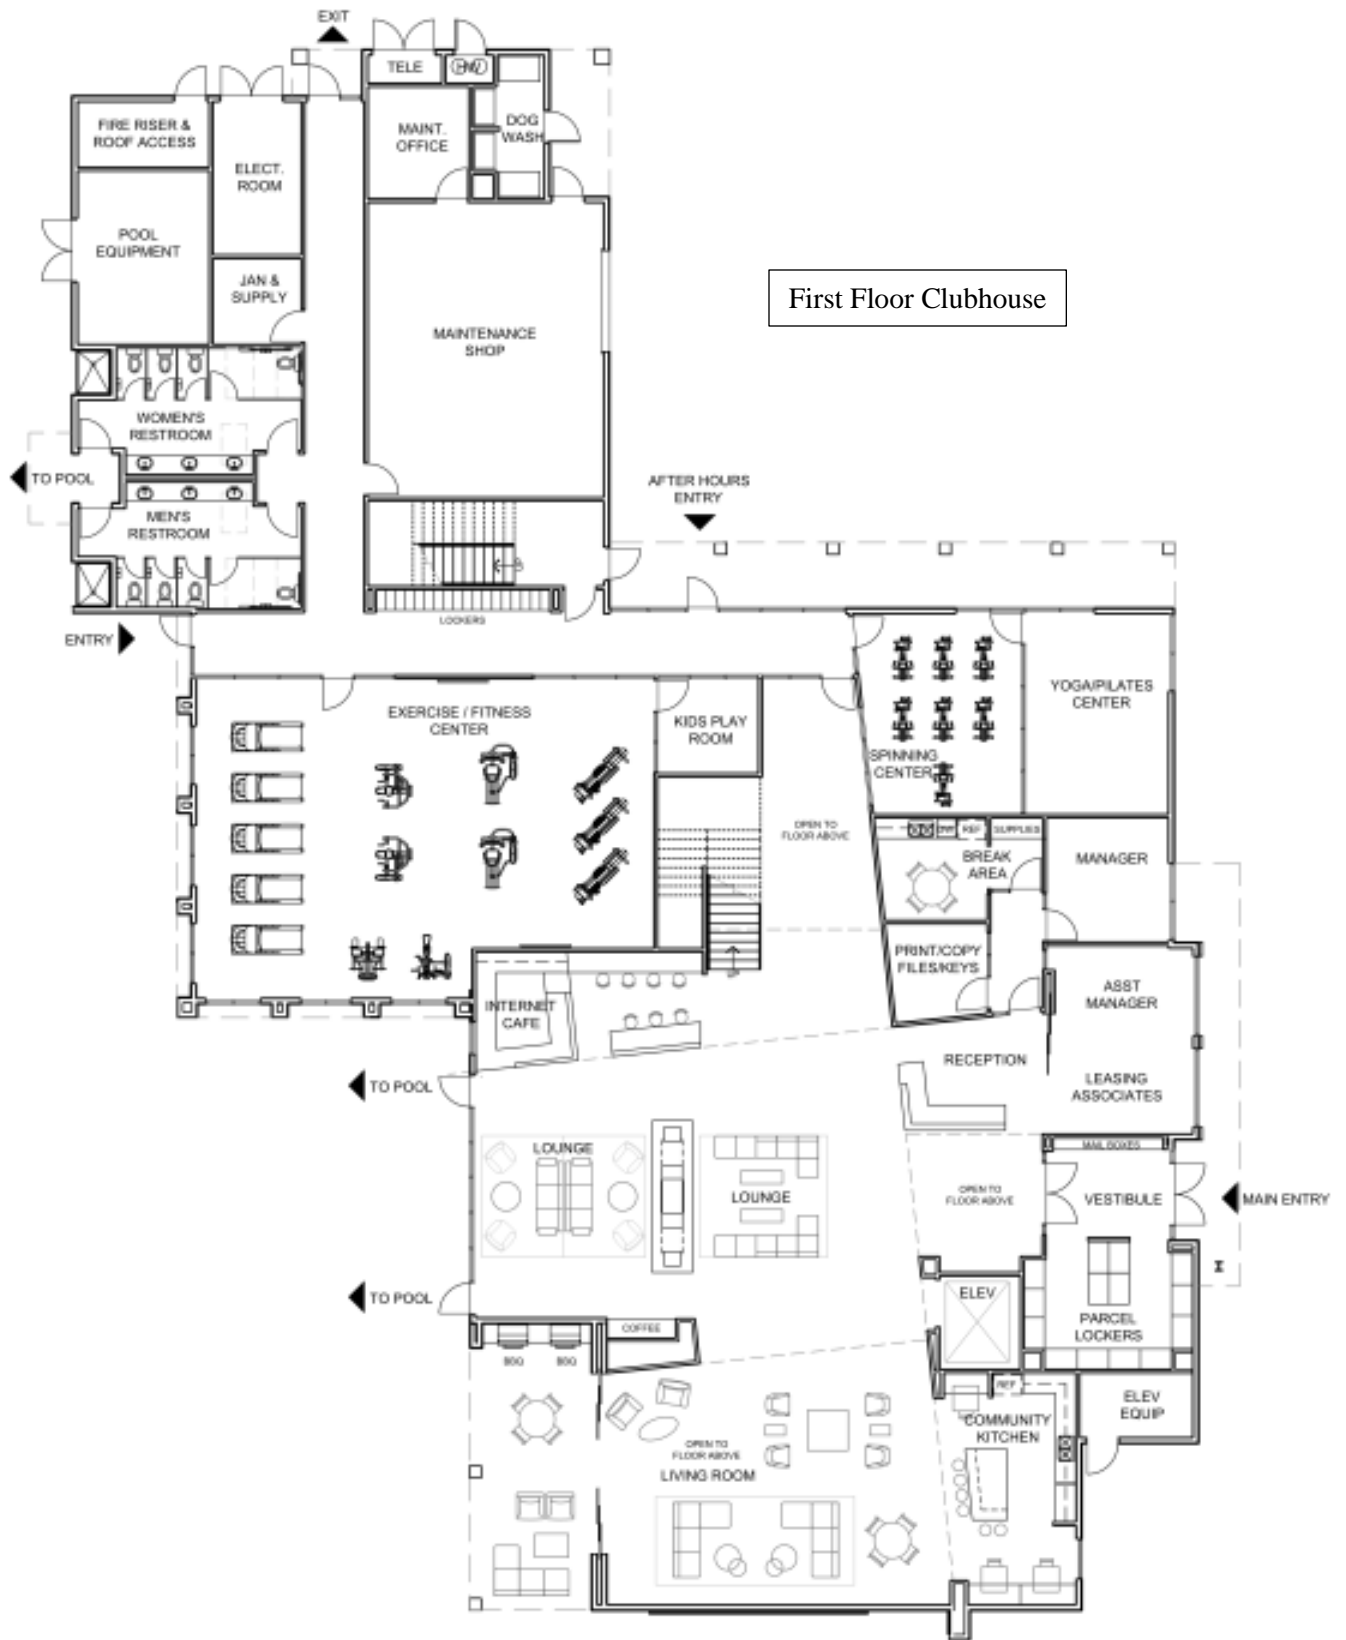 EXIT
TELE
HW
FIRE RISER &
ROOF ACCESS
MAINT.
OFFICE
DOG
WASH
ELECT.
ROOM
POOL
EQUIPMENT
JAN &
SUPPLY
First Floor Clubhouse
MAINTENANCE
SHOP
WOMEN'S
RESTROOM
TO POOL
AFTER HOURS
ENTRY
MEN'S
RESTROOM
LOCKERS
ENTRY
EXERCISE / FITNESS
CENTER
KIDS PLAY
ROOM
YOGA/PILATES
CENTER
SPINNING
CENTER
OPEN TO
FLOOR ABOVE
DW
REF
SUPPLIES
BREAK
AREA
MANAGER
PRINT/COPY
FILES/KEYS
ASST
MANAGER
INTERNET
CAFE
RECEPTION
TO POOL
LEASING
ASSOCIATES
LOUNGE
MAIL BOXES
LOUNGE
OPEN TO
FLOOR ABOVE
VESTIBULE
MAIN ENTRY
TO POOL
ELEV
PARCEL
LOCKERS
COFFEE
BBQ
BBQ
REF
ELEV
EQUIP
COMMUNITY
KITCHEN
OPEN TO
FLOOR ABOVE
LIVING ROOM